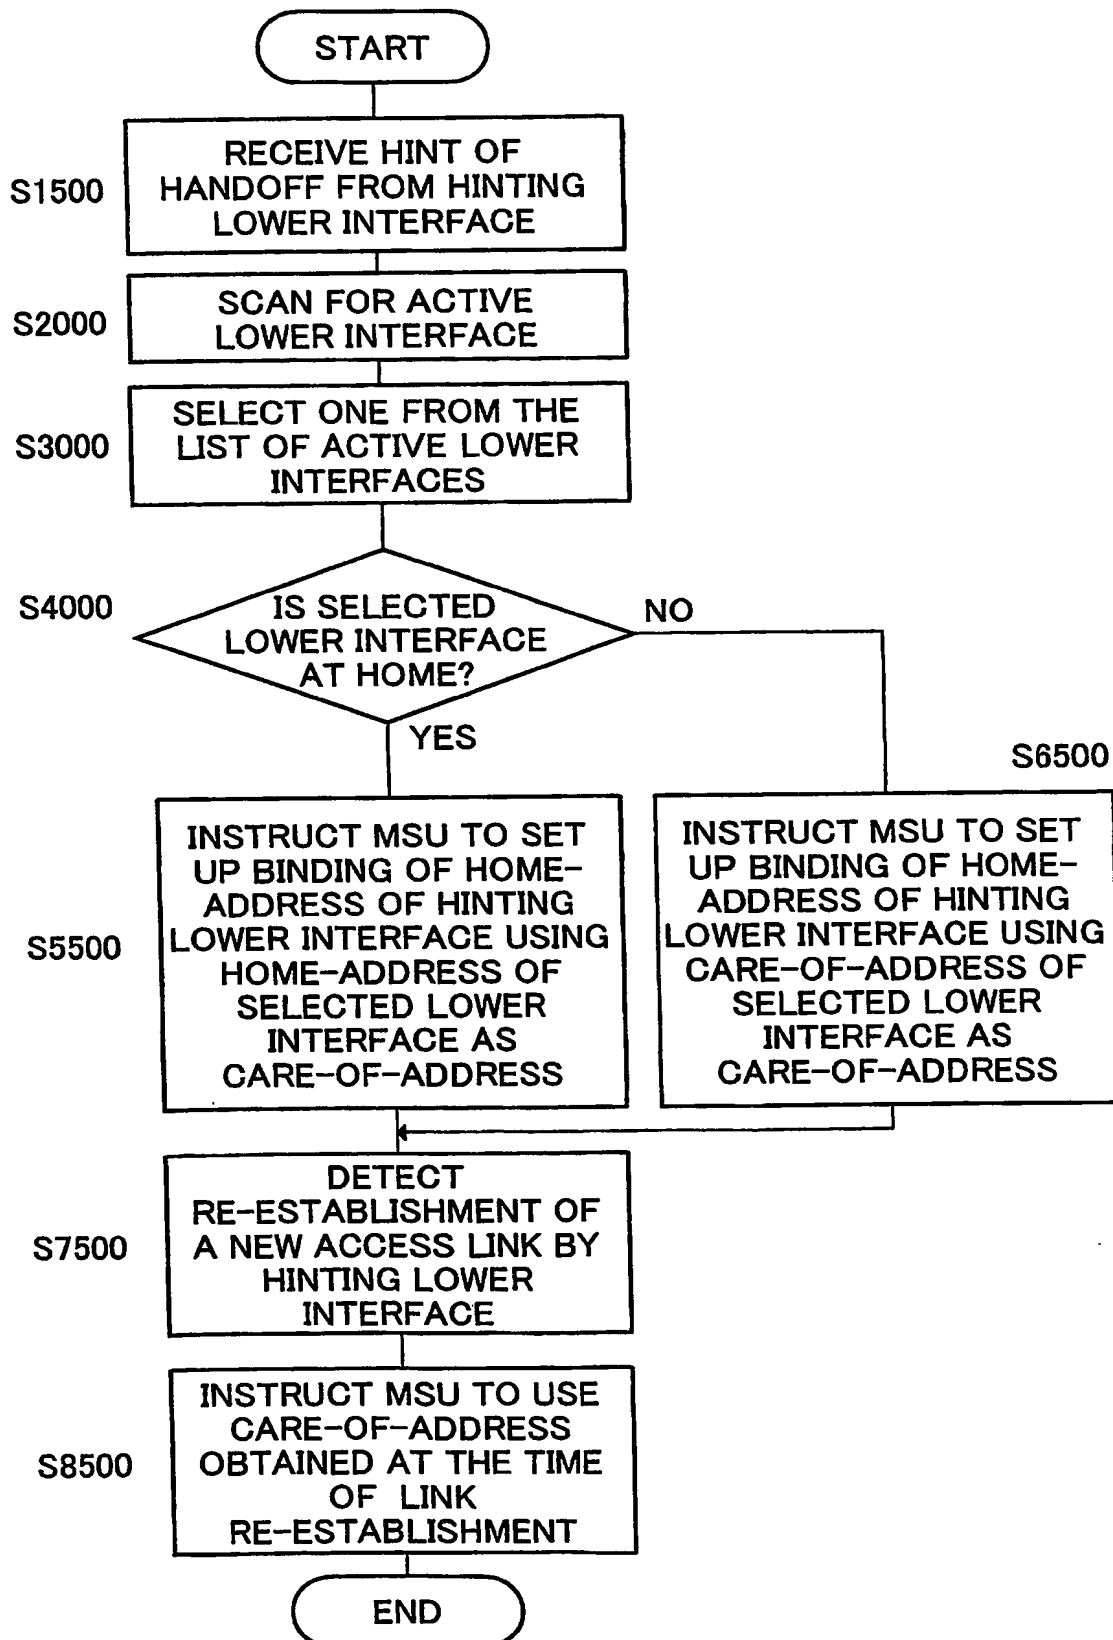 START
S1500
RECEIVE HINT OF
HANDOFF FROM HINTING
LOWER INTERFACE
S2000
SCAN FOR ACTIVE
LOWER INTERFACE
S3000
SELECT ONE FROM THE
LIST OF ACTIVE LOWER
INTERFACES
S4000
IS SELECTED
LOWER INTERFACE
AT HOME?
NO
YES
S5500
INSTRUCT MSU TO SET
UP BINDING OF HOME-
ADDRESS OF HINTING
LOWER INTERFACE USING
HOME-ADDRESS OF
SELECTED LOWER
INTERFACE AS
CARE-OF-ADDRESS
S6500
INSTRUCT MSU TO SET
UP BINDING OF HOME-
ADDRESS OF HINTING
LOWER INTERFACE USING
CARE-OF-ADDRESS OF
SELECTED LOWER
INTERFACE AS
CARE-OF-ADDRESS
S7500
DETECT
RE-ESTABLISHMENT OF
A NEW ACCESS LINK BY
HINTING LOWER
INTERFACE
S8500
INSTRUCT MSU TO USE
CARE-OF-ADDRESS
OBTAINED AT THE TIME
OF LINK
RE-ESTABLISHMENT
END